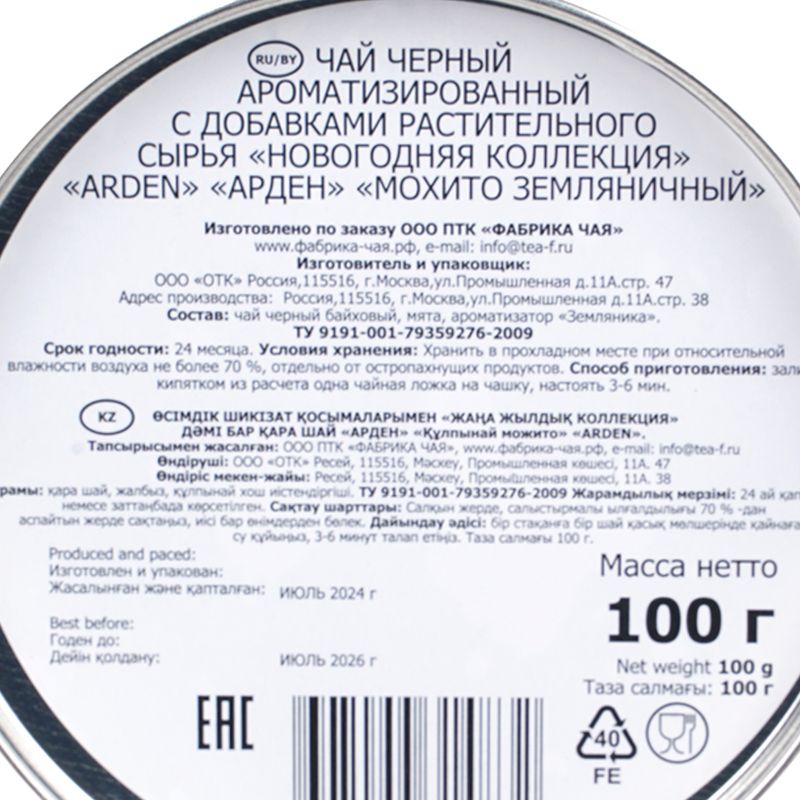 RU/BY ЧАЙ ЧЕРНЫЙ
АРОМАТИЗИРОВАННЫЙ
С ДОБАВКАМИ РАСТИТЕЛЬНОГО
СЫРЬЯ «НОВОГОДНЯЯ КОЛЛЕКЦИЯ»
«ARDEN» «АРДЕН» «МОХИТО ЗЕМЛЯНИЧНЫЙ»
Изготовлено по заказу ООО ПТК «ФАБРИКА ЧАЯ»
www.фабрика-чая.рф, e-mail: info@tea-f.ru
Изготовитель и упаковщик:
ООО «ОТК» Россия,115516, г.Москва,ул.Промышленная д.11А.стр. 47
Адрес производства: Россия,115516, г.Москва,ул.Промышленная д.11А.стр. 38
Состав: чай черный байховый, мята, ароматизатор «Земляника».
ТУ 9191-001-79359276-2009
Срок годности: 24 месяца. Условия хранения: Хранить в прохладном месте при относительной
влажности воздуха не более 70 %, отдельно от остропахнущих продуктов. Способ приготовления: зали
кипятком из расчета одна чайная ложка на чашку, настоять 3-6 мин.
KZ ӨСІМДІК ШИКІЗАТ ҚОСЫМАЛАРЫМЕН «ЖАҢА ЖЫЛДЫҚ КОЛЛЕКЦИЯ»
ДӘМІ БАР ҚАРА ШАЙ «АРДЕН» «Құлпынай можито» «ARDEN».
Тапсырысымен жасалған: ООО ПТК «ФАБРИКА ЧАЯ», www.фабрика-чая.рф, e-mail: info@tea-f.ru
Өндіруші: ООО «ОТК» Ресей, 115516, Мәскеу, Промышленная көшесі, 11А. 47
Өндіріс мекен-жайы: Ресей, 115516, Мәскеу, Промышленная көшесі, 11А. 38
рамы: қара шай, жалбыз, құлпынай хош иістендіргіші. ТУ 9191-001-79359276-2009 Жарамдылық мерзімі: 24 ай қап
немесе заттаңбада көрсетілген. Сақтау шарттары: Салқын жерде, салыстырмалы ылғалдылығы 70 % -дан
аспайтын жерде сақтаңыз, иісі бар өнімдерден бөлек. Дайындау әдісі: бір стақанға бір шай қасық мөлшерінде қайнаға
су құйыңыз, 3-6 минут талап етіңіз. Таза салмағы 100 г.
Produced and paced:
Изготовлен и упакован:
Жасалынған және қапталған: ИЮЛЬ 2024 г
Best before:
Годен до:
Дейін қолдану: ИЮЛЬ 2026 г
Масса нетто
100 г
Net weight 100 g
Таза салмағы: 100 г
EAC
40
FE